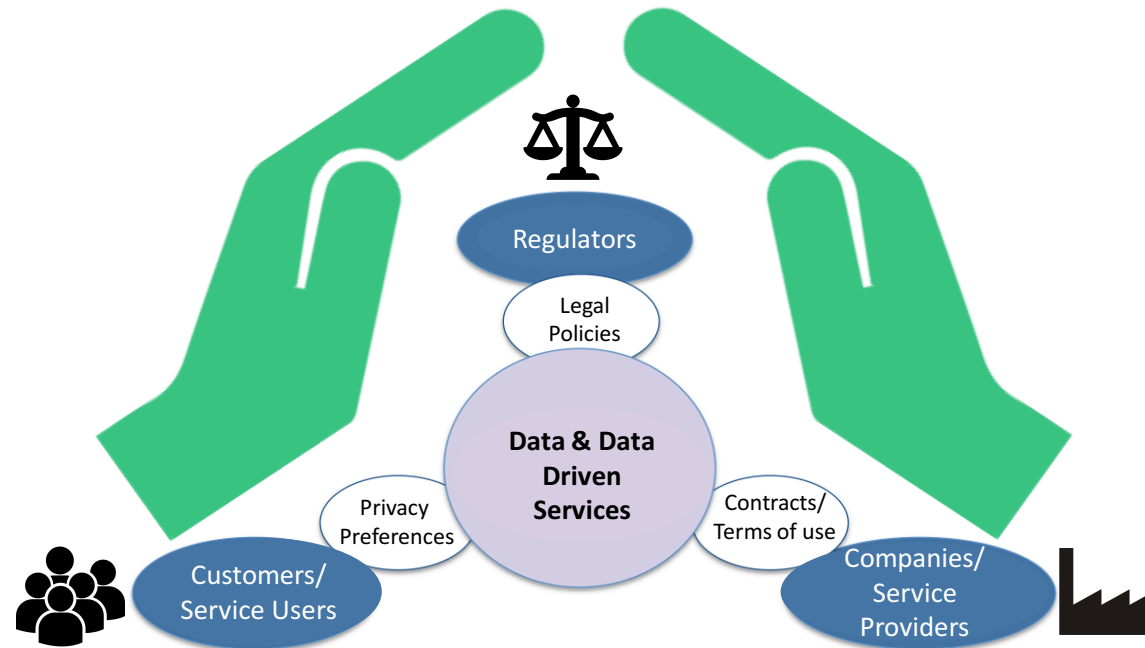 Regulators
Legal
Policies
Data & Data
Driven
Services
Privacy
Preferences
Contracts/
Terms of use
Customers/
Service Users
Companies/
Service
Providers